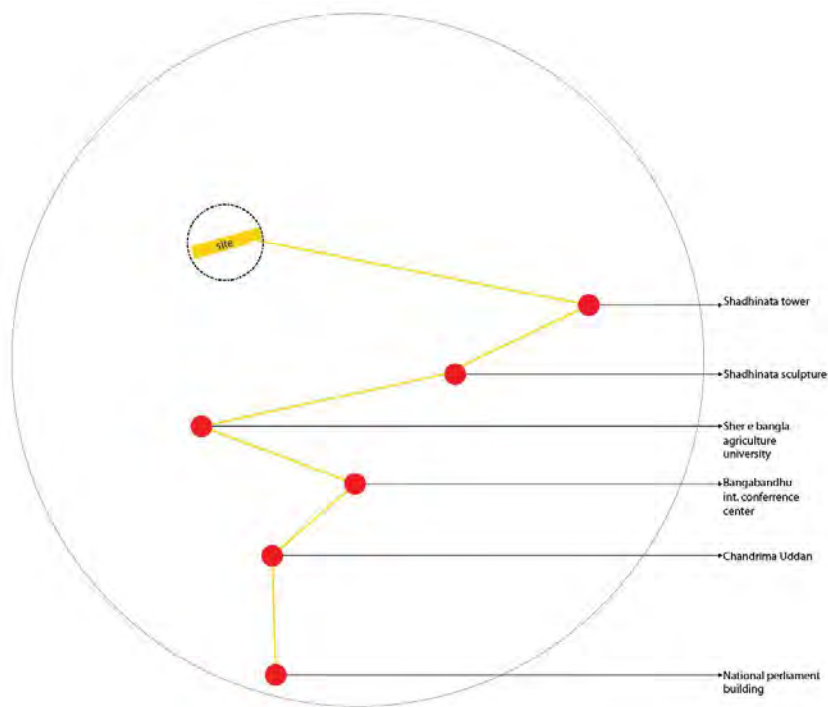 site
Shadhinata tower
Shadhinata sculpture
Sher e bangla
agriculture
university
Bangabandhu
int. conferrence
center
Chandrima Uddan
National perliament
building